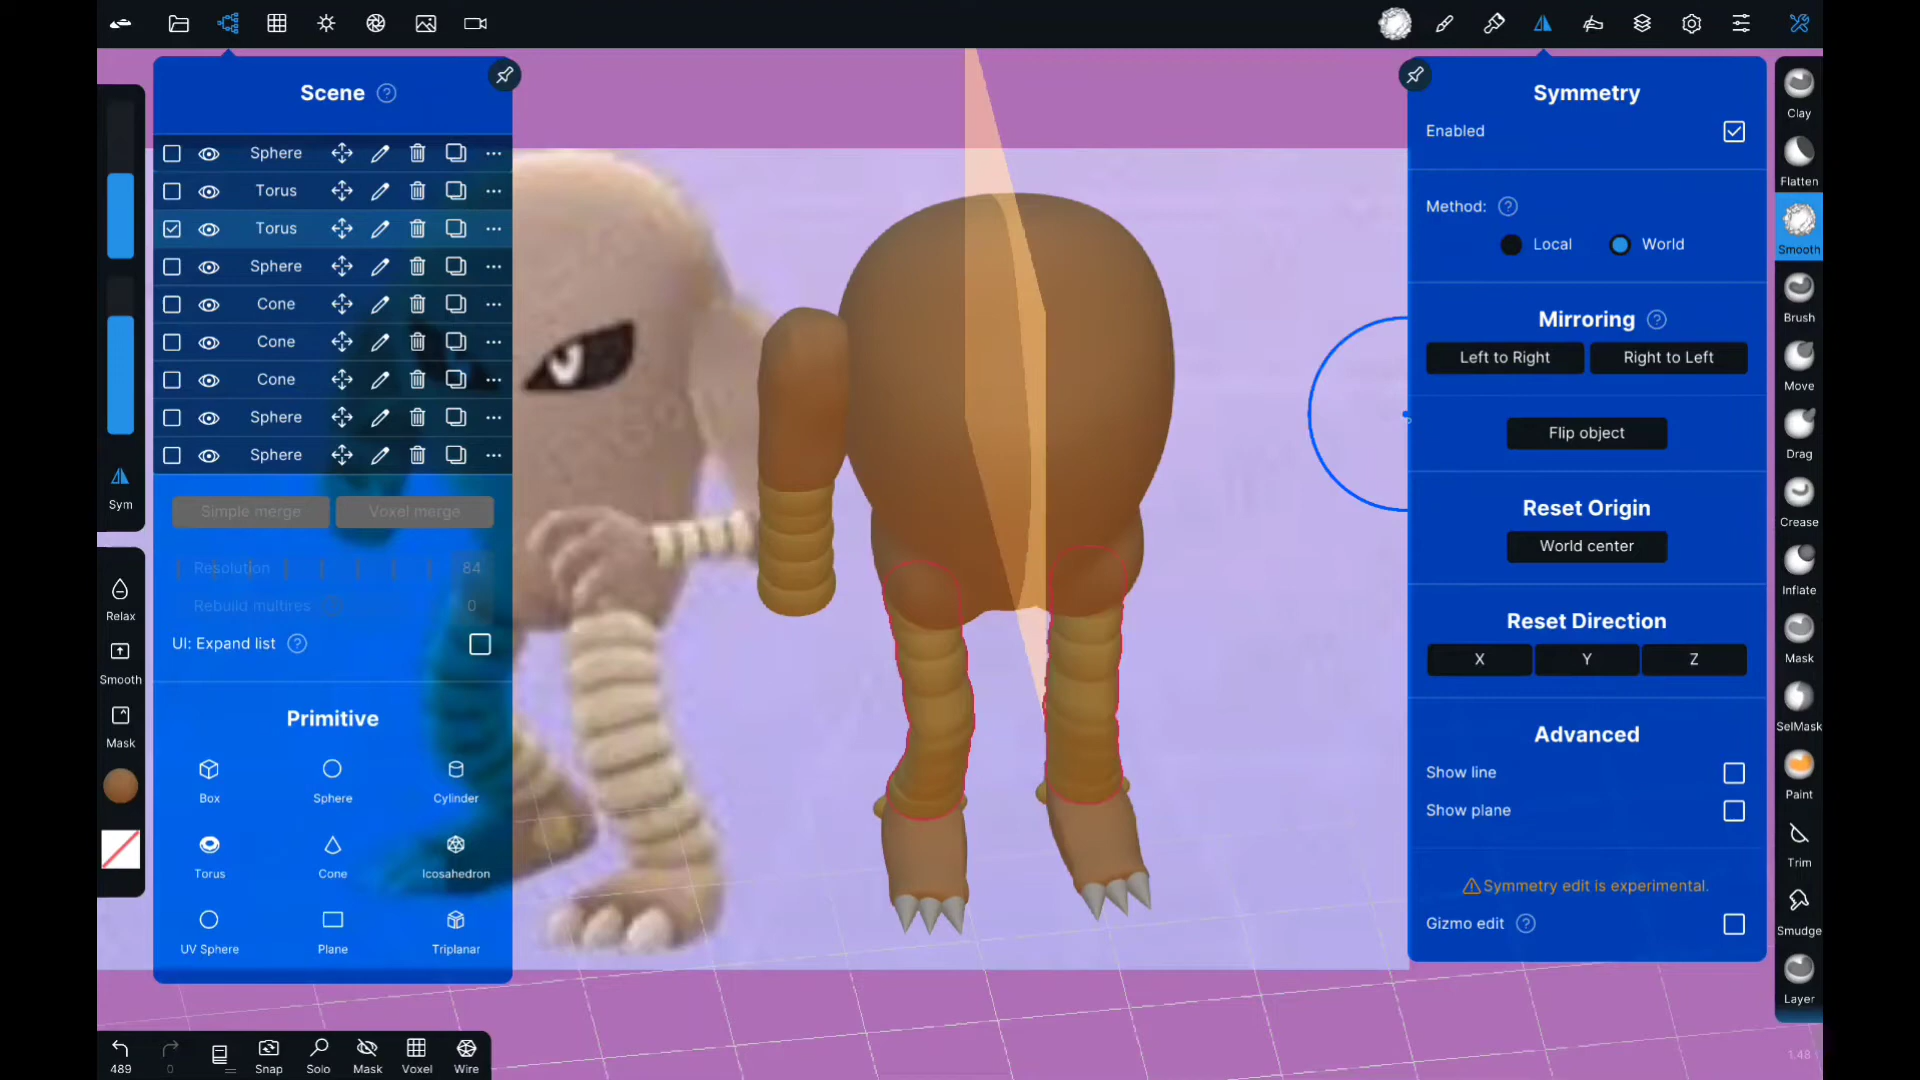 Scene
Sphere
Torus
Torus
Sphere
Cone
Cone
Cone
Sphere
Sphere
Simple merge
Voxel merge
Resolution 84
Rebuild multires 0
UI: Expand list
Primitive
Box
Sphere
Cylinder
Torus
Cone
Icosahedron
UV Sphere
Plane
Triplanar
Sym
Relax
Smooth
Mask
489
0
Snap
Solo
Mask
Voxel
Wire
Symmetry
Enabled
Method:
Local
World
Mirroring
Left to Right
Right to Left
Flip object
Reset Origin
World center
Reset Direction
X
Y
Z
Advanced
Show line
Show plane
Symmetry edit is experimental.
Gizmo edit
Clay
Flatten
Smooth
Brush
Move
Drag
Crease
Inflate
Mask
SelMask
Paint
Trim
Smudge
Layer
1.48